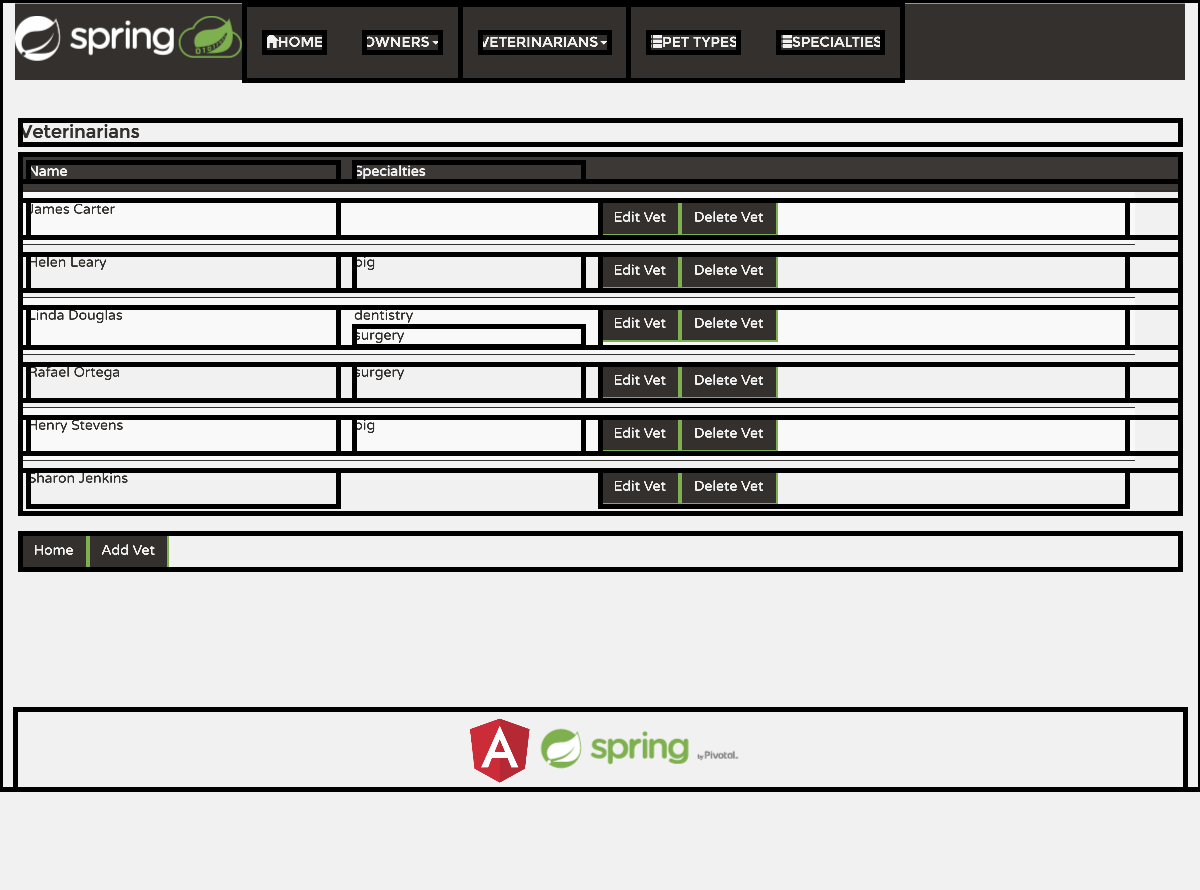 spring
HOME OWNERS VETERINARIANS PET TYPES SPECIALTIES
Veterinarians
Name Specialties
James Carter Edit Vet Delete Vet
Helen Leary big Edit Vet Delete Vet
Linda Douglas dentistry
surgery Edit Vet Delete Vet
Rafael Ortega surgery Edit Vet Delete Vet
Henry Stevens big Edit Vet Delete Vet
Sharon Jenkins Edit Vet Delete Vet
Home Add Vet
spring by Pivotal.